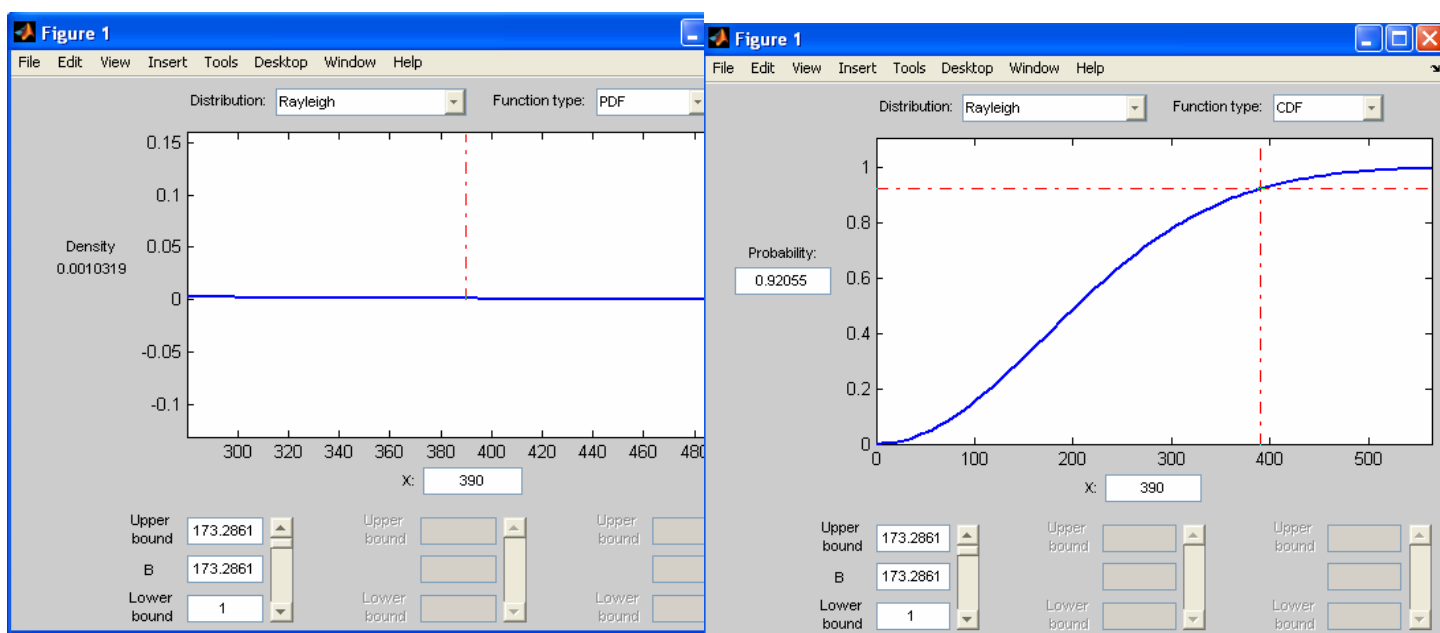 Figure 1
File Edit View Insert Tools Desktop Window Help
Distribution: Rayleigh Function type: PDF
0.15
0.1
0.05
0
-0.05
-0.1
Density
0.0010319
300 320 340 360 380 400 420 440 460 480
X: 390
Upper bound 173.2861 Upper bound Upper bound
B 173.2861
Lower bound 1 Lower bound Lower bound
Figure 1
File Edit View Insert Tools Desktop Window Help
Distribution: Rayleigh Function type: CDF
1
0.8
0.6
0.4
0.2
0
Probability:
0.92055
0 100 200 300 400 500
X: 390
Upper bound 173.2861 Upper bound Upper bound
B 173.2861
Lower bound 1 Lower bound Lower bound